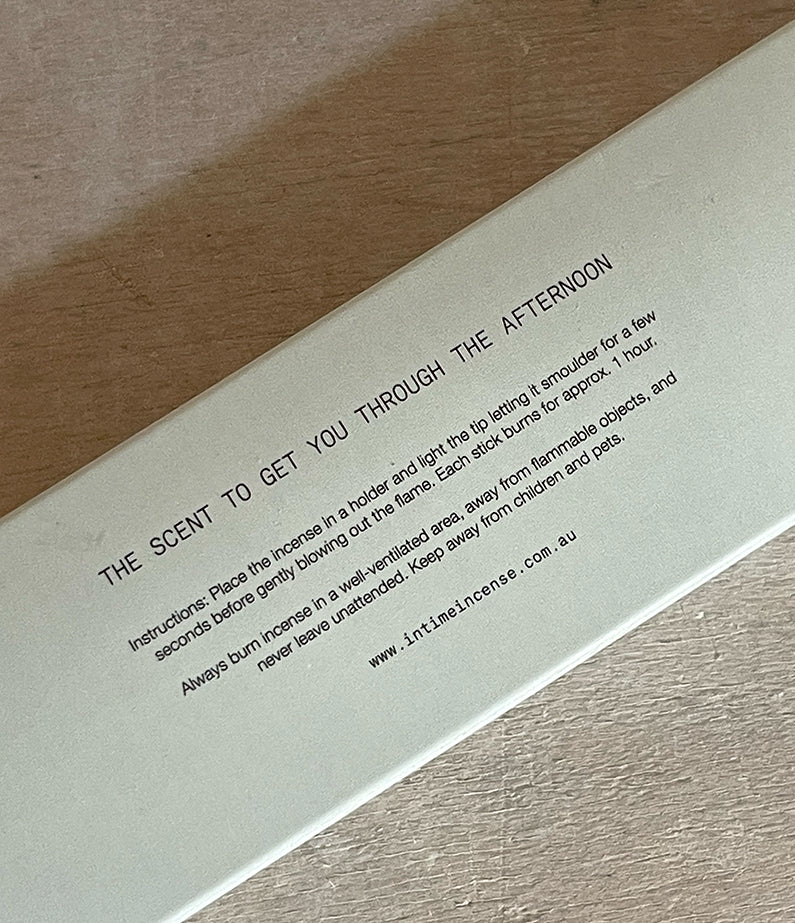 THE SCENT TO GET YOU THROUGH THE AFTERNOON
Instructions: Place the incense in a holder and light the tip letting it smoulder for a few
seconds before gently blowing out the flame. Each stick burns for approx. 1 hour.
Always burn incense in a well-ventilated area, away from flammable objects, and
never leave unattended. Keep away from children and pets.
www.intimeincense.com.au